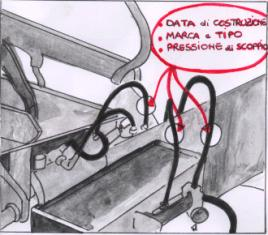 • DATA di COSTRUZIONE
• MARCA e TIPO
• PRESSIONE di SCOPPIO